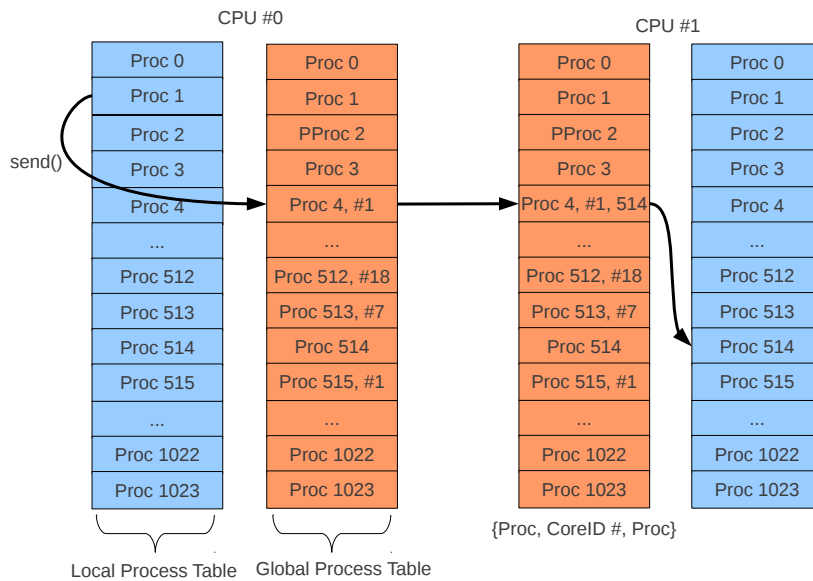 CPU #0
CPU #1
Proc 0
Proc 1
Proc 2
Proc 3
Proc 4
...
Proc 512
Proc 513
Proc 514
Proc 515
...
Proc 1022
Proc 1023
send()
Proc 0
Proc 1
PProc 2
Proc 3
Proc 4, #1
...
Proc 512, #18
Proc 513, #7
Proc 514
Proc 515, #1
...
Proc 1022
Proc 1023
Proc 0
Proc 1
PProc 2
Proc 3
Proc 4, #1, 514
...
Proc 512, #18
Proc 513, #7
Proc 514
Proc 515, #1
...
Proc 1022
Proc 1023
Proc 0
Proc 1
Proc 2
Proc 3
Proc 4
...
Proc 512
Proc 513
Proc 514
Proc 515
...
Proc 1022
Proc 1023
{Proc, CoreID #, Proc}
Local Process Table
Global Process Table